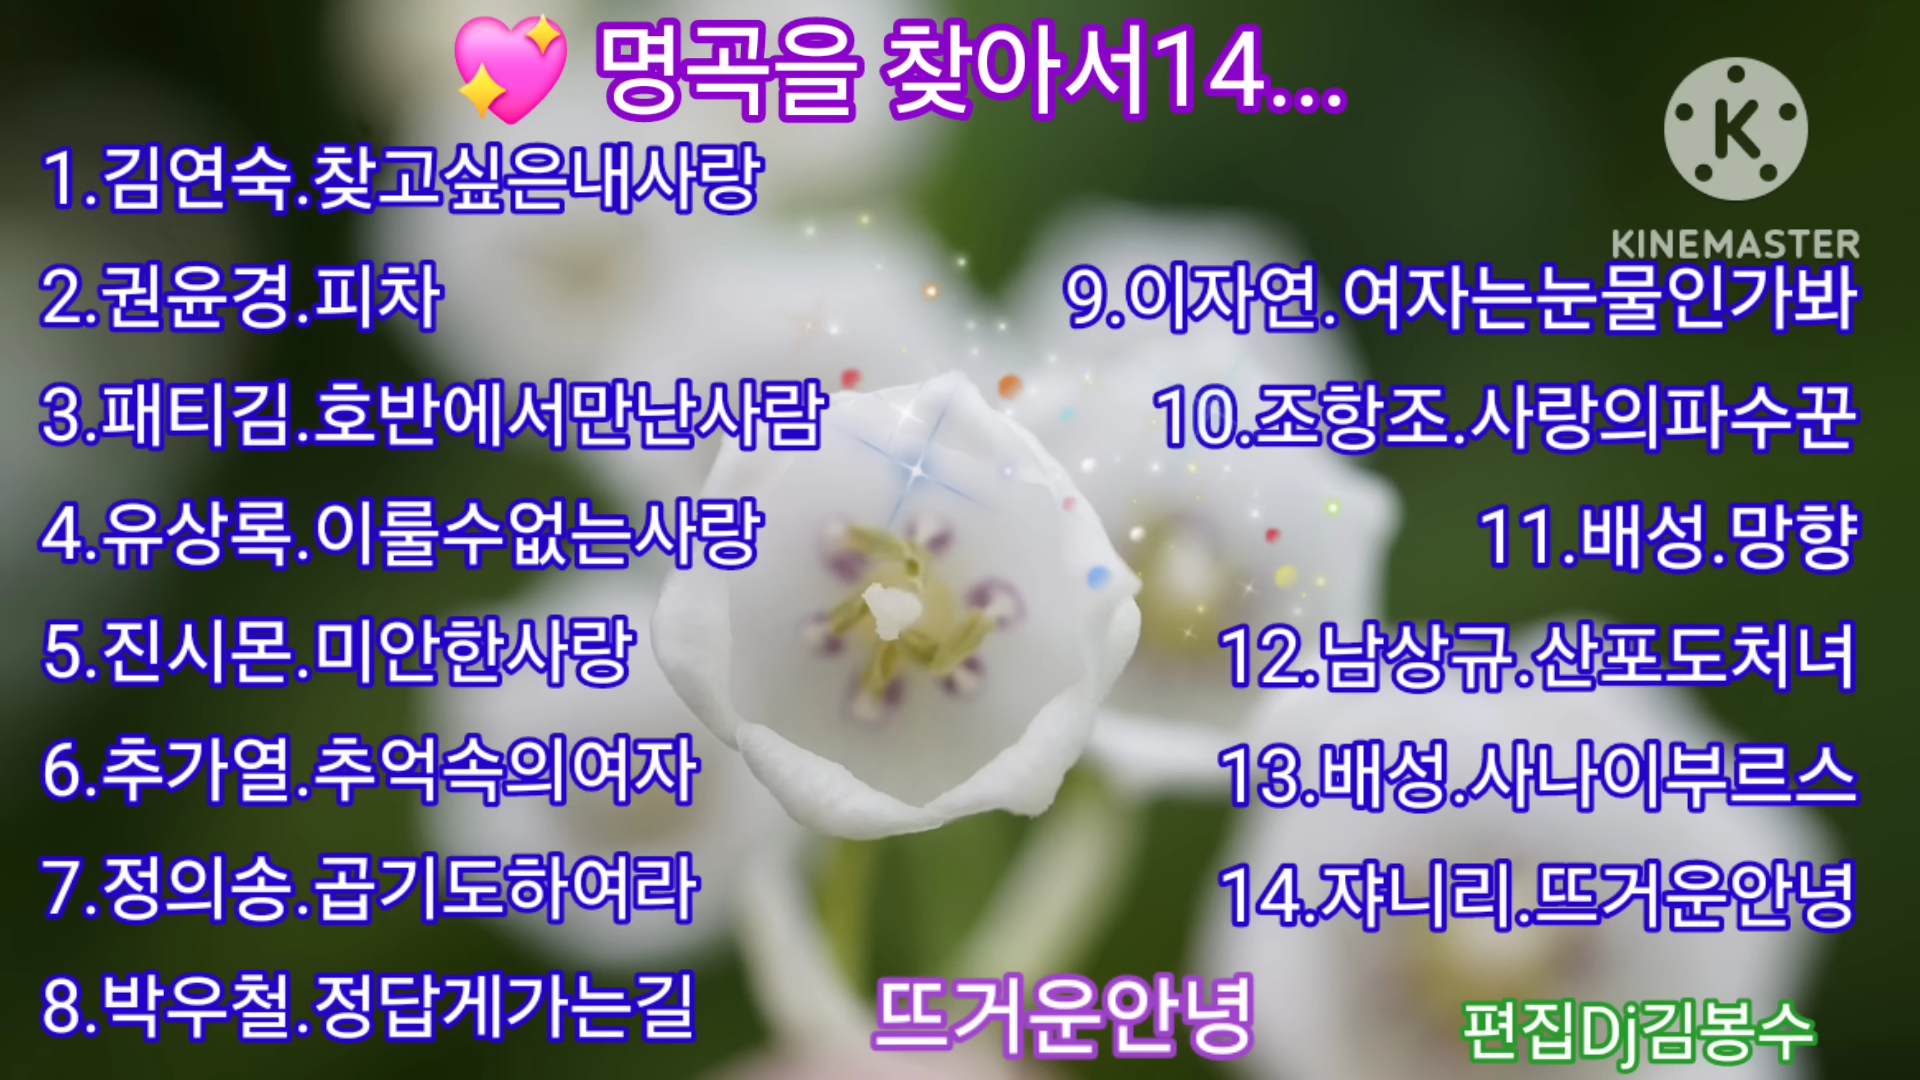 명곡을 찾아서14...
1.김연숙.찾고싶은내사랑
2.권윤경.피차
3.패티김.호반에서만난사람
4.유상록.이룰수없는사랑
5.진시몬.미안한사랑
6.추가열.추억속의여자
7.정의송.곱기도하여라
8.박우철.정답게가는길
K
KINEMASTER
9.이자연.여자는눈물인가봐
10.조항조.사랑의파수꾼
11.배성.망향
12.남상규.산포도처녀
13.배성.사나이부르스
14.쟈니리.뜨거운안녕
뜨거운안녕
편집Dj김봉수